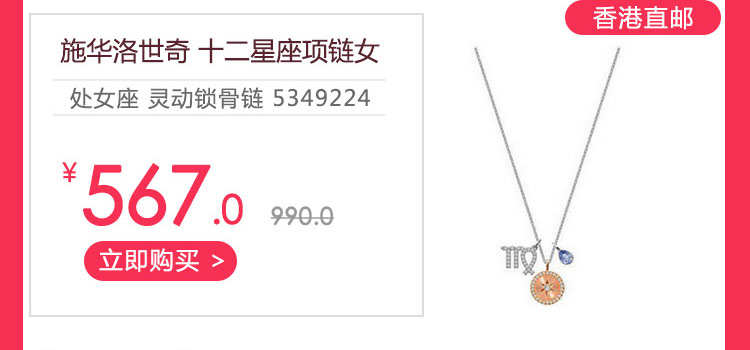 香港直邮
施华洛世奇 十二星座项链女
处女座 灵动锁骨链 5349224
¥567.0 990.0
立即购买 >